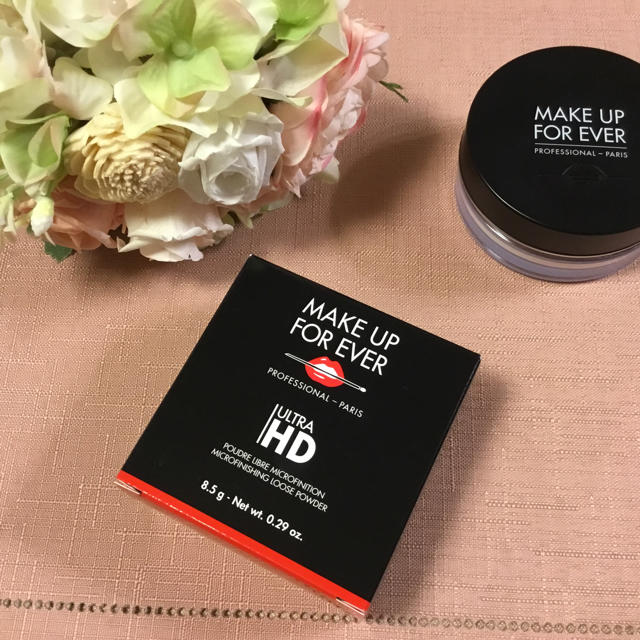 MAKE UP
FOR EVER
PROFESSIONAL – PARIS
MAKE UP
FOR EVER
PROFESSIONAL – PARIS
ULTRA
HD
POUDRE LIBRE MICROFINITION
MICROFINISHING LOOSE POWDER
8.5 g - Net wt. 0.29 oz.